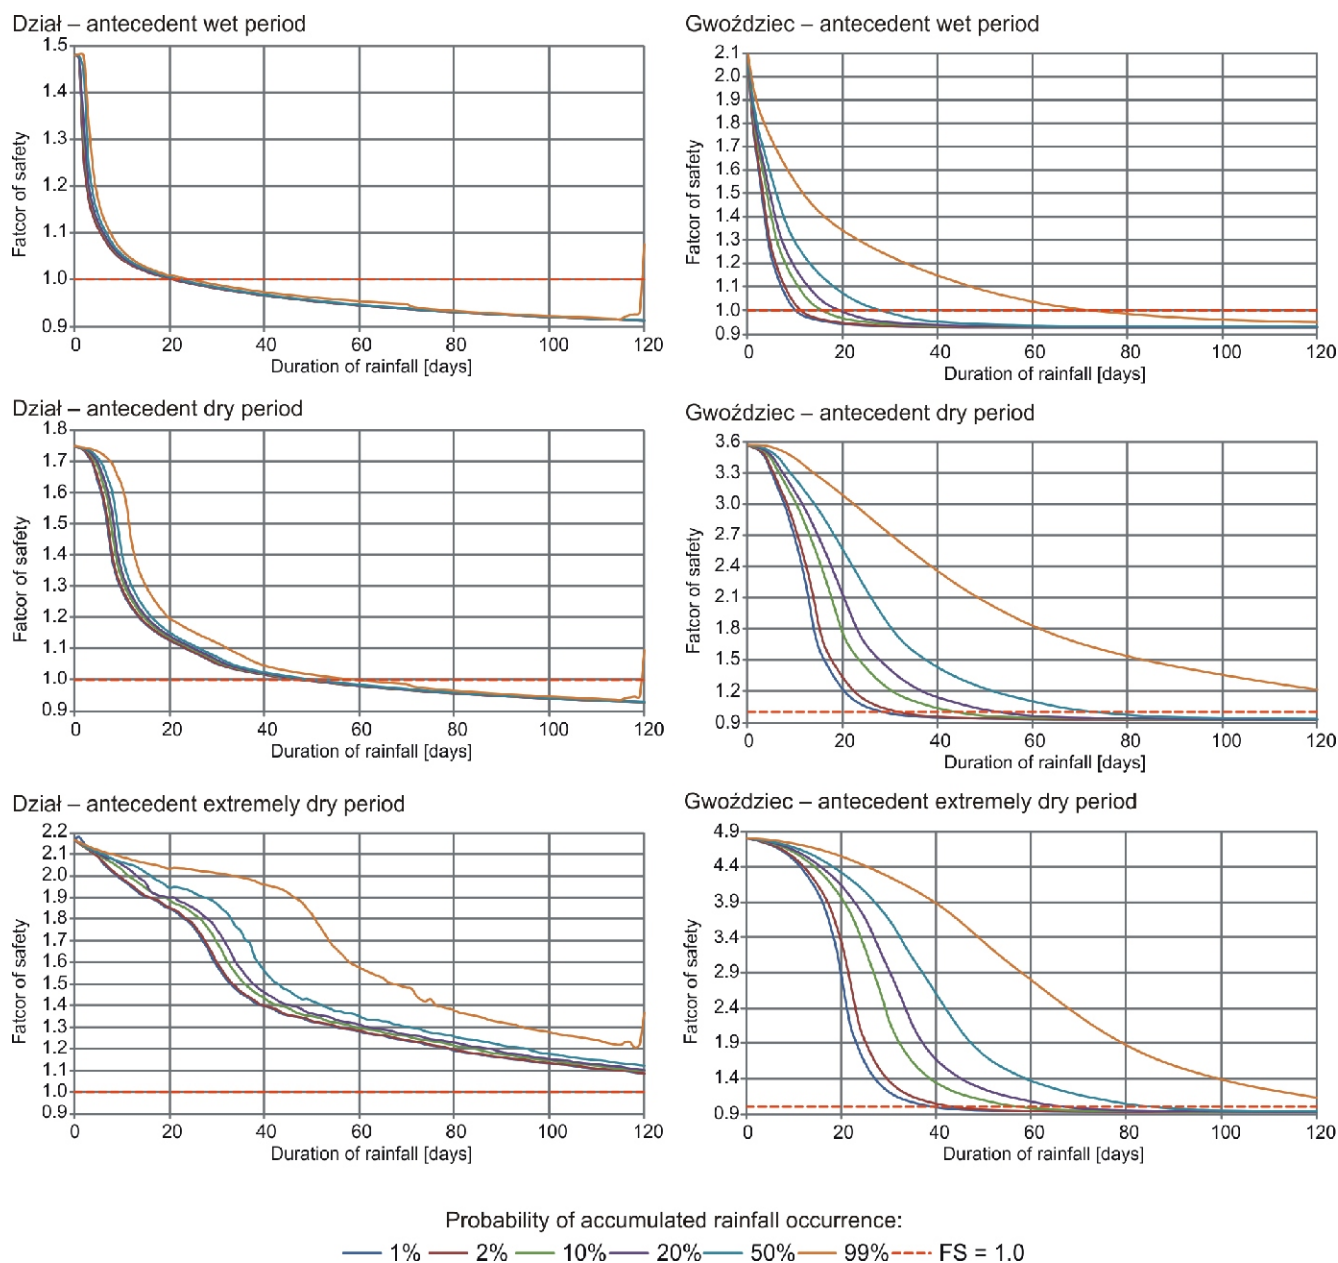 Dział – antecedent wet period
1.5
1.4
1.3
1.2
1.1
1.0
0.9
Fatcor of safety
0 20 40 60 80 100 120
Duration of rainfall [days]
Gwoździec – antecedent wet period
2.1
2.0
1.9
1.8
1.7
1.6
1.5
1.4
1.3
1.2
1.1
1.0
0.9
Fatcor of safety
0 20 40 60 80 100 120
Duration of rainfall [days]
Dział – antecedent dry period
1.8
1.7
1.6
1.5
1.4
1.3
1.2
1.1
1.0
0.9
Fatcor of safety
0 20 40 60 80 100 120
Duration of rainfall [days]
Gwoździec – antecedent dry period
3.6
3.3
3.0
2.7
2.4
2.1
1.8
1.5
1.2
0.9
Fatcor of safety
0 20 40 60 80 100 120
Duration of rainfall [days]
Dział – antecedent extremely dry period
2.2
2.1
2.0
1.9
1.8
1.7
1.6
1.5
1.4
1.3
1.2
1.1
1.0
0.9
Fatcor of safety
0 20 40 60 80 100 120
Duration of rainfall [days]
Gwoździec – antecedent extremely dry period
4.9
4.4
3.9
3.4
2.9
2.4
1.9
1.4
0.9
Fatcor of safety
0 20 40 60 80 100 120
Duration of rainfall [days]
Probability of accumulated rainfall occurrence:
1% 2% 10% 20% 50% 99% FS = 1.0